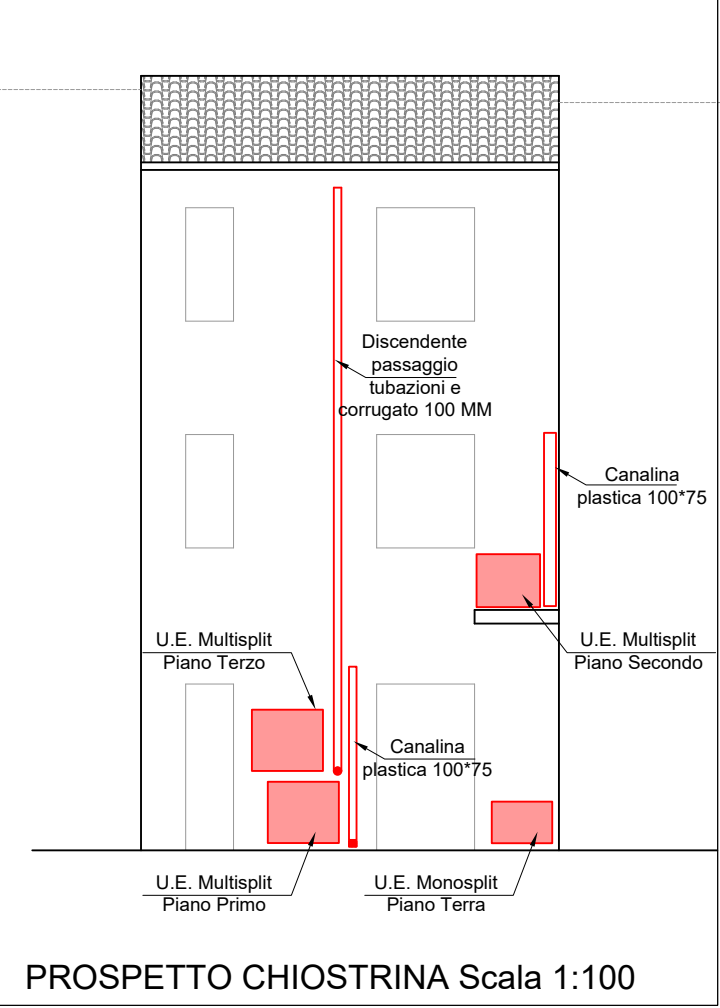 Discendente
passaggio
tubazioni e
corrugato 100 MM
Canalina
plastica 100*75
U.E. Multisplit
Piano Terzo
U.E. Multisplit
Piano Secondo
Canalina
plastica 100*75
U.E. Multisplit
Piano Primo
U.E. Monosplit
Piano Terra
PROSPETTO CHIOSTRINA Scala 1:100